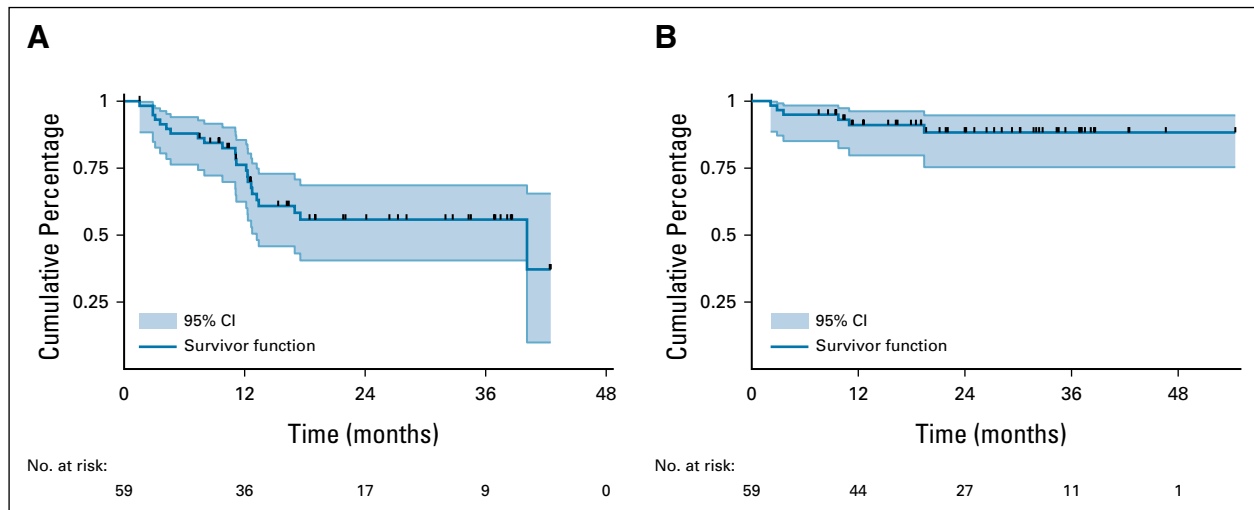 A
Cumulative Percentage
1
0.75
0.5
0.25
95% CI
Survivor function
0 12 24 36 48
Time (months)
No. at risk:
59 36 17 9 0
B
Cumulative Percentage
1
0.75
0.5
0.25
95% CI
Survivor function
0 12 24 36 48
Time (months)
No. at risk:
59 44 27 11 1